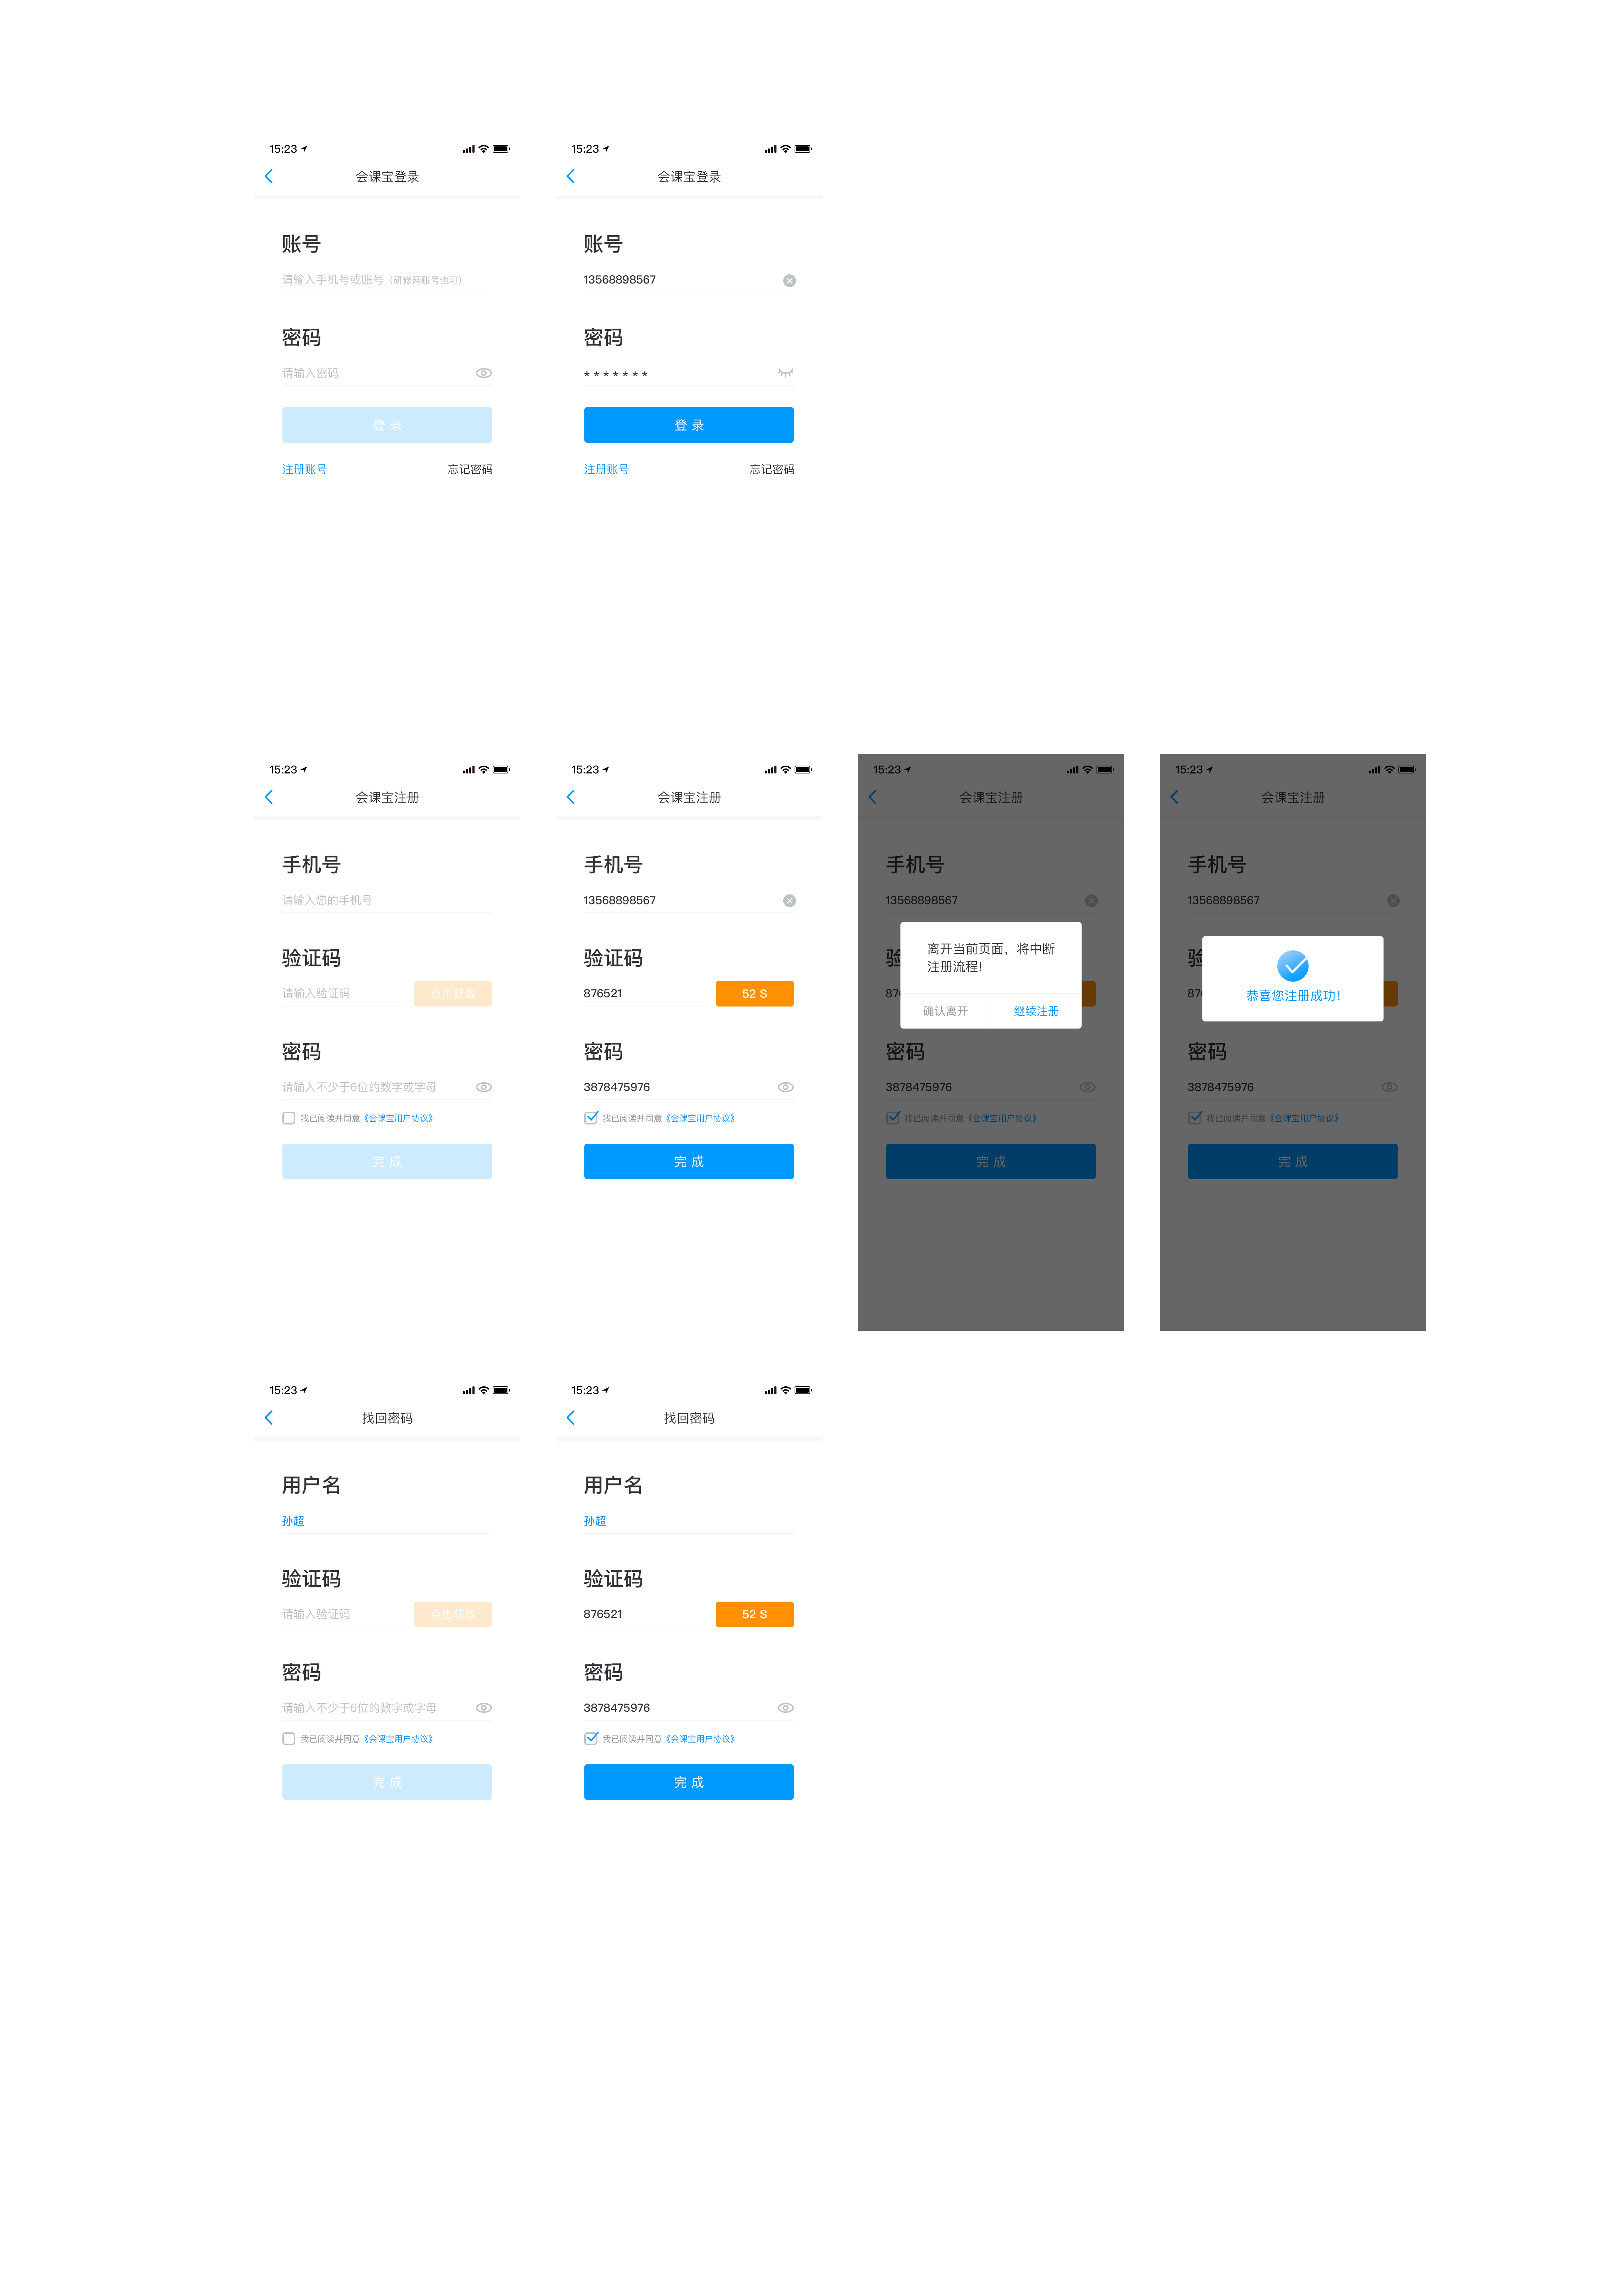 15:23
会课宝登录
账号
请输入手机号或账号（研修网账号也可）
密码
请输入密码
登 录
注册账号 忘记密码
15:23
会课宝登录
账号
13568898567
密码
* * * * * * *
登 录
注册账号 忘记密码
15:23
会课宝注册
手机号
请输入您的手机号
验证码
请输入验证码 点击获取
密码
请输入不少于6位的数字或字母
我已阅读并同意《会课宝用户协议》
完 成
15:23
会课宝注册
手机号
13568898567
验证码
876521 52 S
密码
3878475976
我已阅读并同意《会课宝用户协议》
完 成
15:23
会课宝注册
手机号
13568898567
离开当前页面，将中断
注册流程!
确认离开 继续注册
密码
3878475976
我已阅读并同意《会课宝用户协议》
完 成
15:23
会课宝注册
手机号
13568898567
恭喜您注册成功!
密码
3878475976
我已阅读并同意《会课宝用户协议》
完 成
15:23
找回密码
用户名
孙超
验证码
请输入验证码 点击获取
密码
请输入不少于6位的数字或字母
我已阅读并同意《会课宝用户协议》
完 成
15:23
找回密码
用户名
孙超
验证码
876521 52 S
密码
3878475976
我已阅读并同意《会课宝用户协议》
完 成